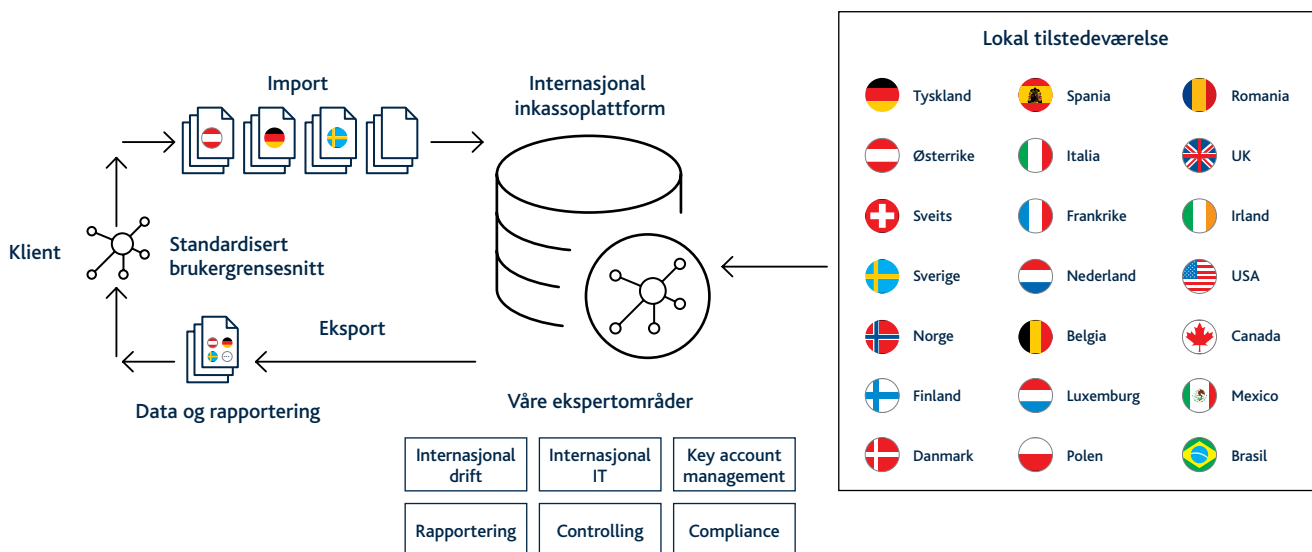 Import
Internasjonal
inkassoplattform
Klient
Standardisert
brukergrensesnitt
Eksport
Data og rapportering
Våre ekspertområder
Internasjonal
drift
Internasjonal
IT
Key account
management
Rapportering
Controlling
Compliance
Lokal tilstedeværelse
Tyskland
Spania
Romania
Østerrike
Italia
UK
Sveits
Frankrike
Irland
Sverige
Nederland
USA
Norge
Belgia
Canada
Finland
Luxemburg
Mexico
Danmark
Polen
Brasil